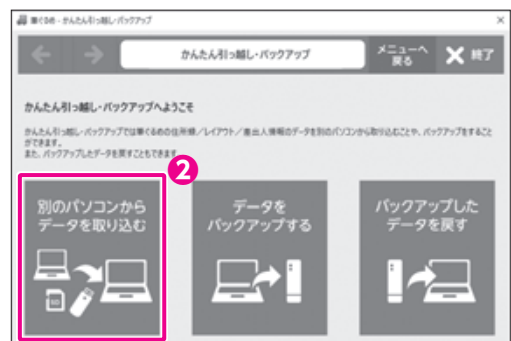 筆ぐるめ - かんたん引っ越し・バックアップ
かんたん引っ越し・バックアップ
メニューへ
戻る
終了
かんたん引っ越し・バックアップへようこそ
かんたん引っ越し・バックアップでは筆ぐるめの住所録/レイアウト/差出人情報のデータを別のパソコンから取り込むことや、バックアップをすること
ができます。
また、バックアップしたデータを戻すこともできます。
2
別のパソコンから
データを取り込む
データを
バックアップする
バックアップした
データを戻す
SD